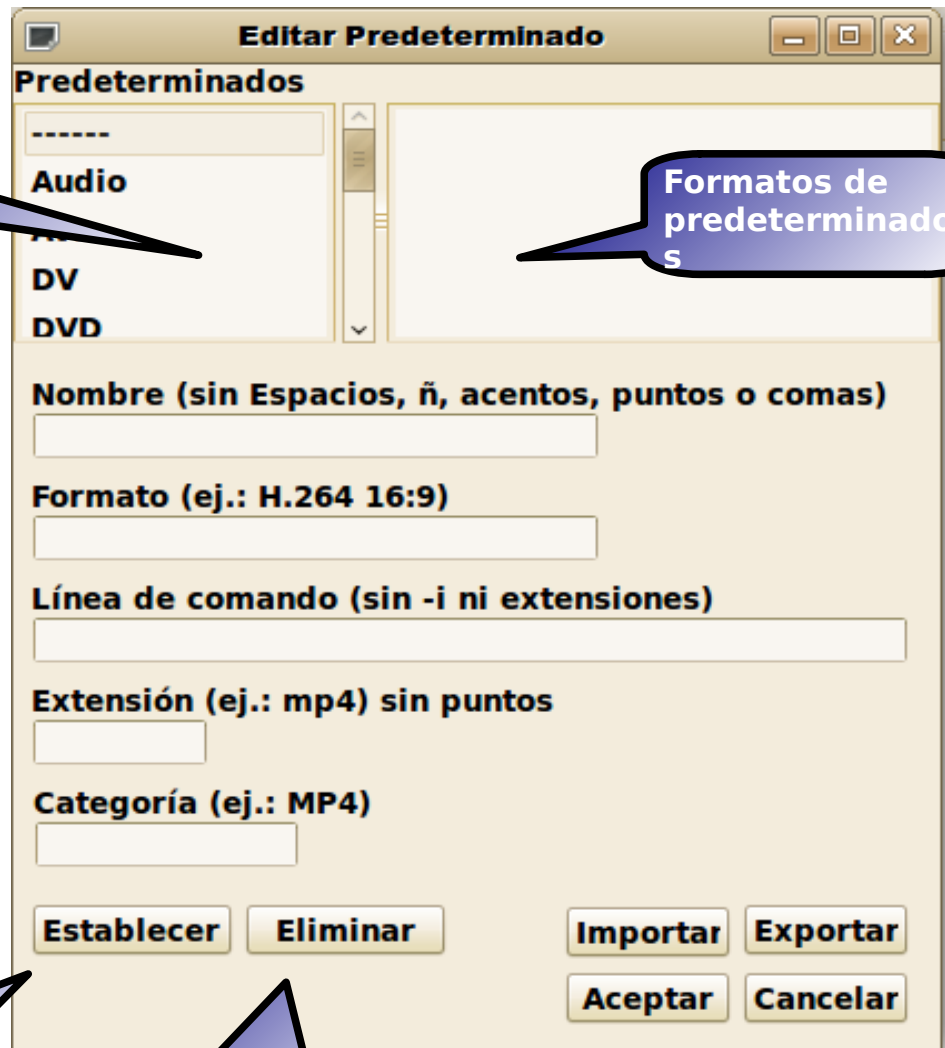 Editar Predeterminado
Predeterminados
------
Audio
DV
DVD
Formatos de
predeterminado
s
Nombre (sin Espacios, ñ, acentos, puntos o comas)
Formato (ej.: H.264 16:9)
Línea de comando (sin -i ni extensiones)
Extensión (ej.: mp4) sin puntos
Categoría (ej.: MP4)
Establecer
Eliminar
Importar
Exportar
Aceptar
Cancelar